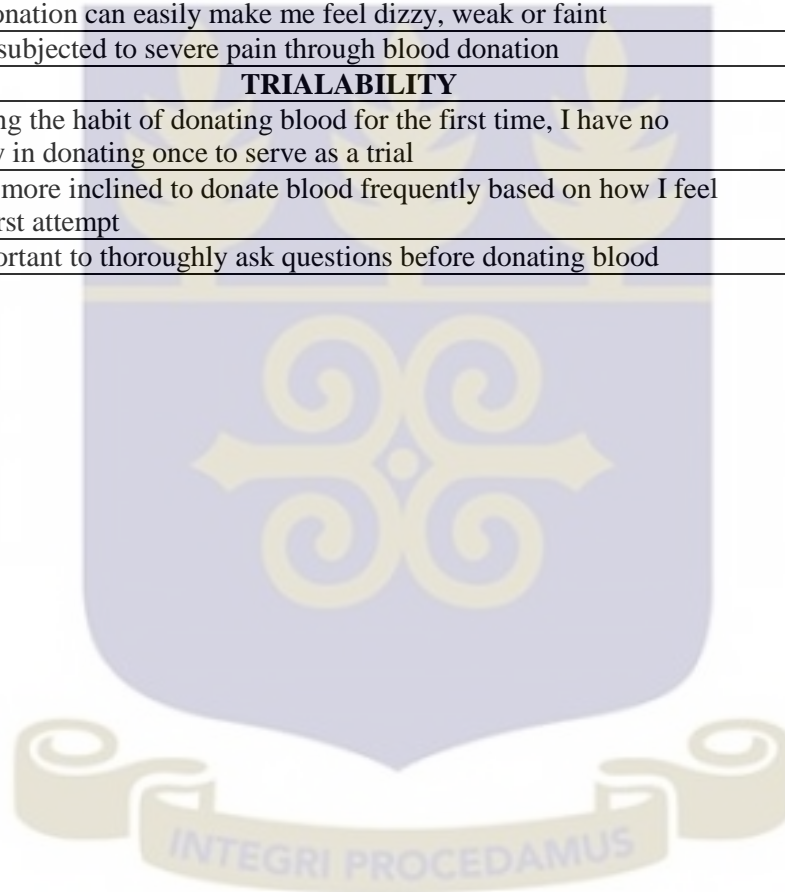 onation can easily make me feel dizzy, weak or faint
subjected to severe pain through blood donation
TRIALABILITY
ng the habit of donating blood for the first time, I have no
y in donating once to serve as a trial
more inclined to donate blood frequently based on how I feel
rst attempt
ortant to thoroughly ask questions before donating blood
INTEGRI PROCEDAMUS